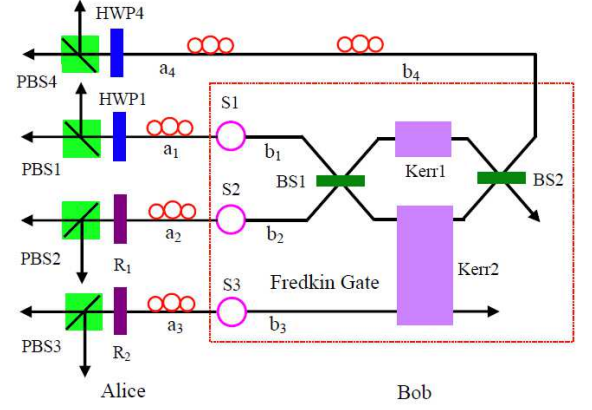 HWP4
PBS4
a4
b4
HWP1
S1
PBS1
a1
b1
Kerr1
BS1
BS2
S2
PBS2
R1
a2
b2
Kerr2
S3
Fredkin Gate
PBS3
R2
a3
b3
Alice
Bob